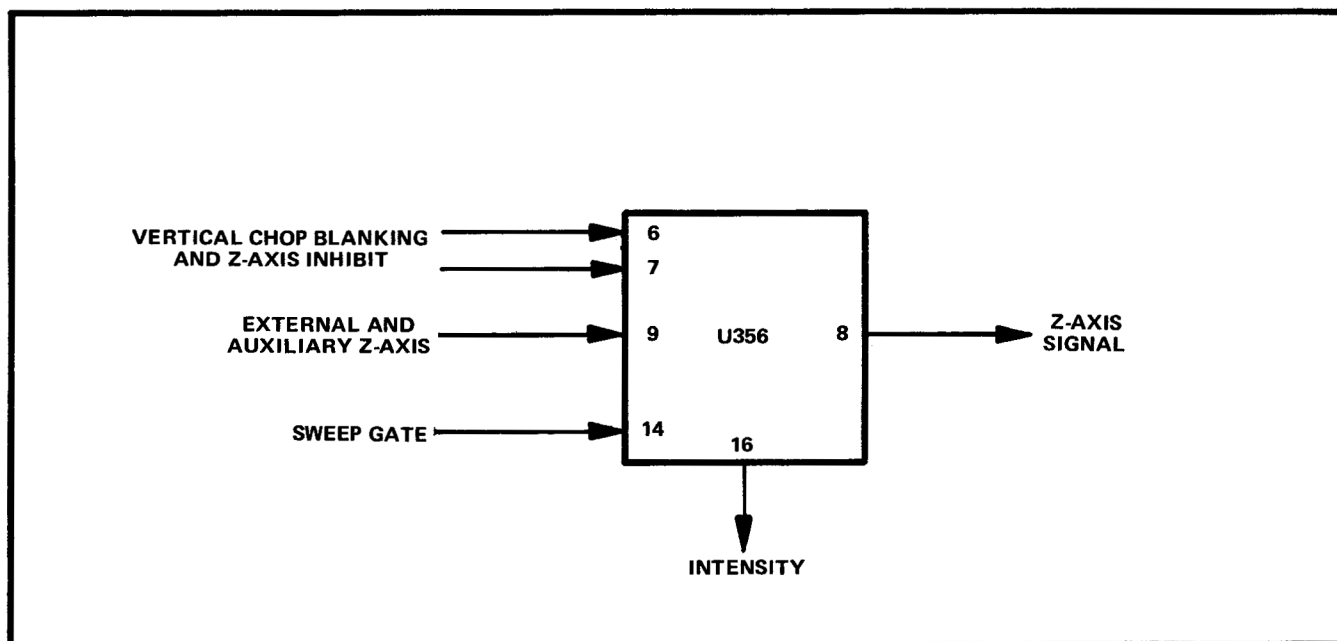 VERTICAL CHOP BLANKING
AND Z-AXIS INHIBIT
6
7
EXTERNAL AND
AUXILIARY Z-AXIS
9
U356
8
Z-AXIS
SIGNAL
SWEEP GATE
14
16
INTENSITY